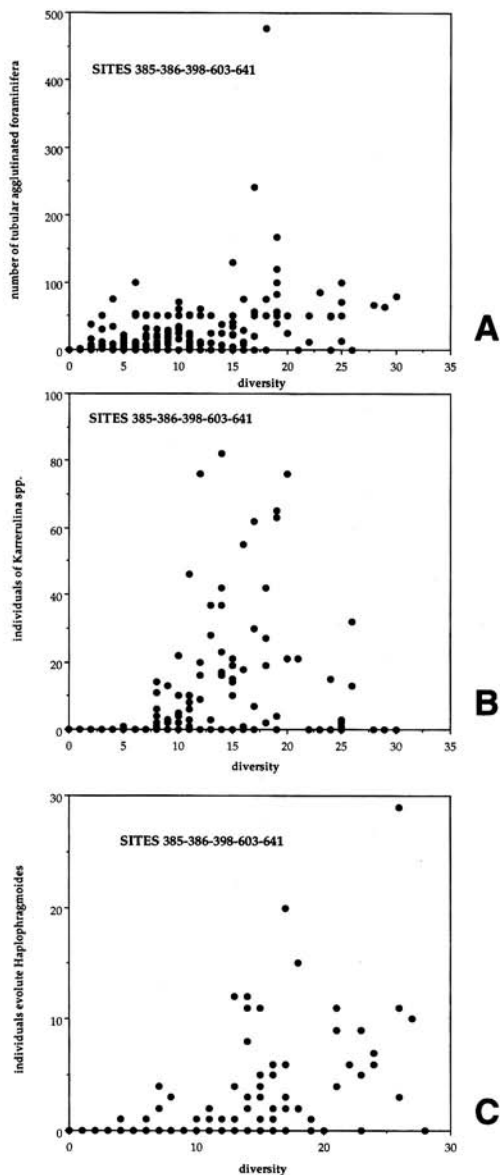 500
SITES 385-386-398-603-641
400
number of tubular agglutinated foraminifera
300
200
100
0
0 5 10 15 20 25 30 35
diversity
A
100
SITES 385-386-398-603-641
80
individuals of Karrerulina spp.
60
40
20
0
0 5 10 15 20 25 30 35
diversity
B
30
SITES 385-386-398-603-641
individuals evolute Haplophragmoides
20
10
0
0 10 20 30
diversity
C